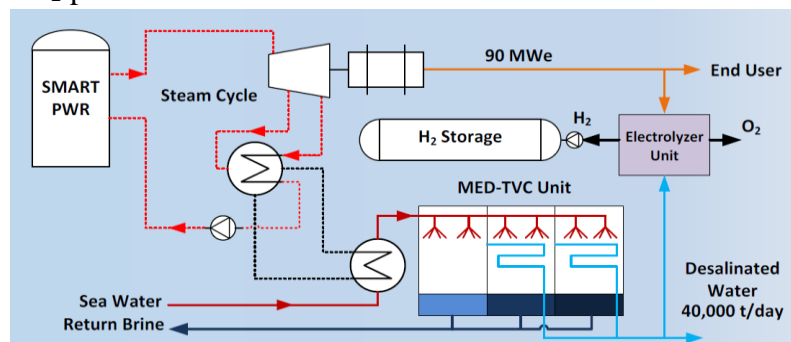 90 MWe
End User
SMART
PWR
Steam Cycle
H₂
O₂
H₂ Storage
Electrolyzer
Unit
MED-TVC Unit
Desalinated
Water
40,000 t/day
Sea Water
Return Brine